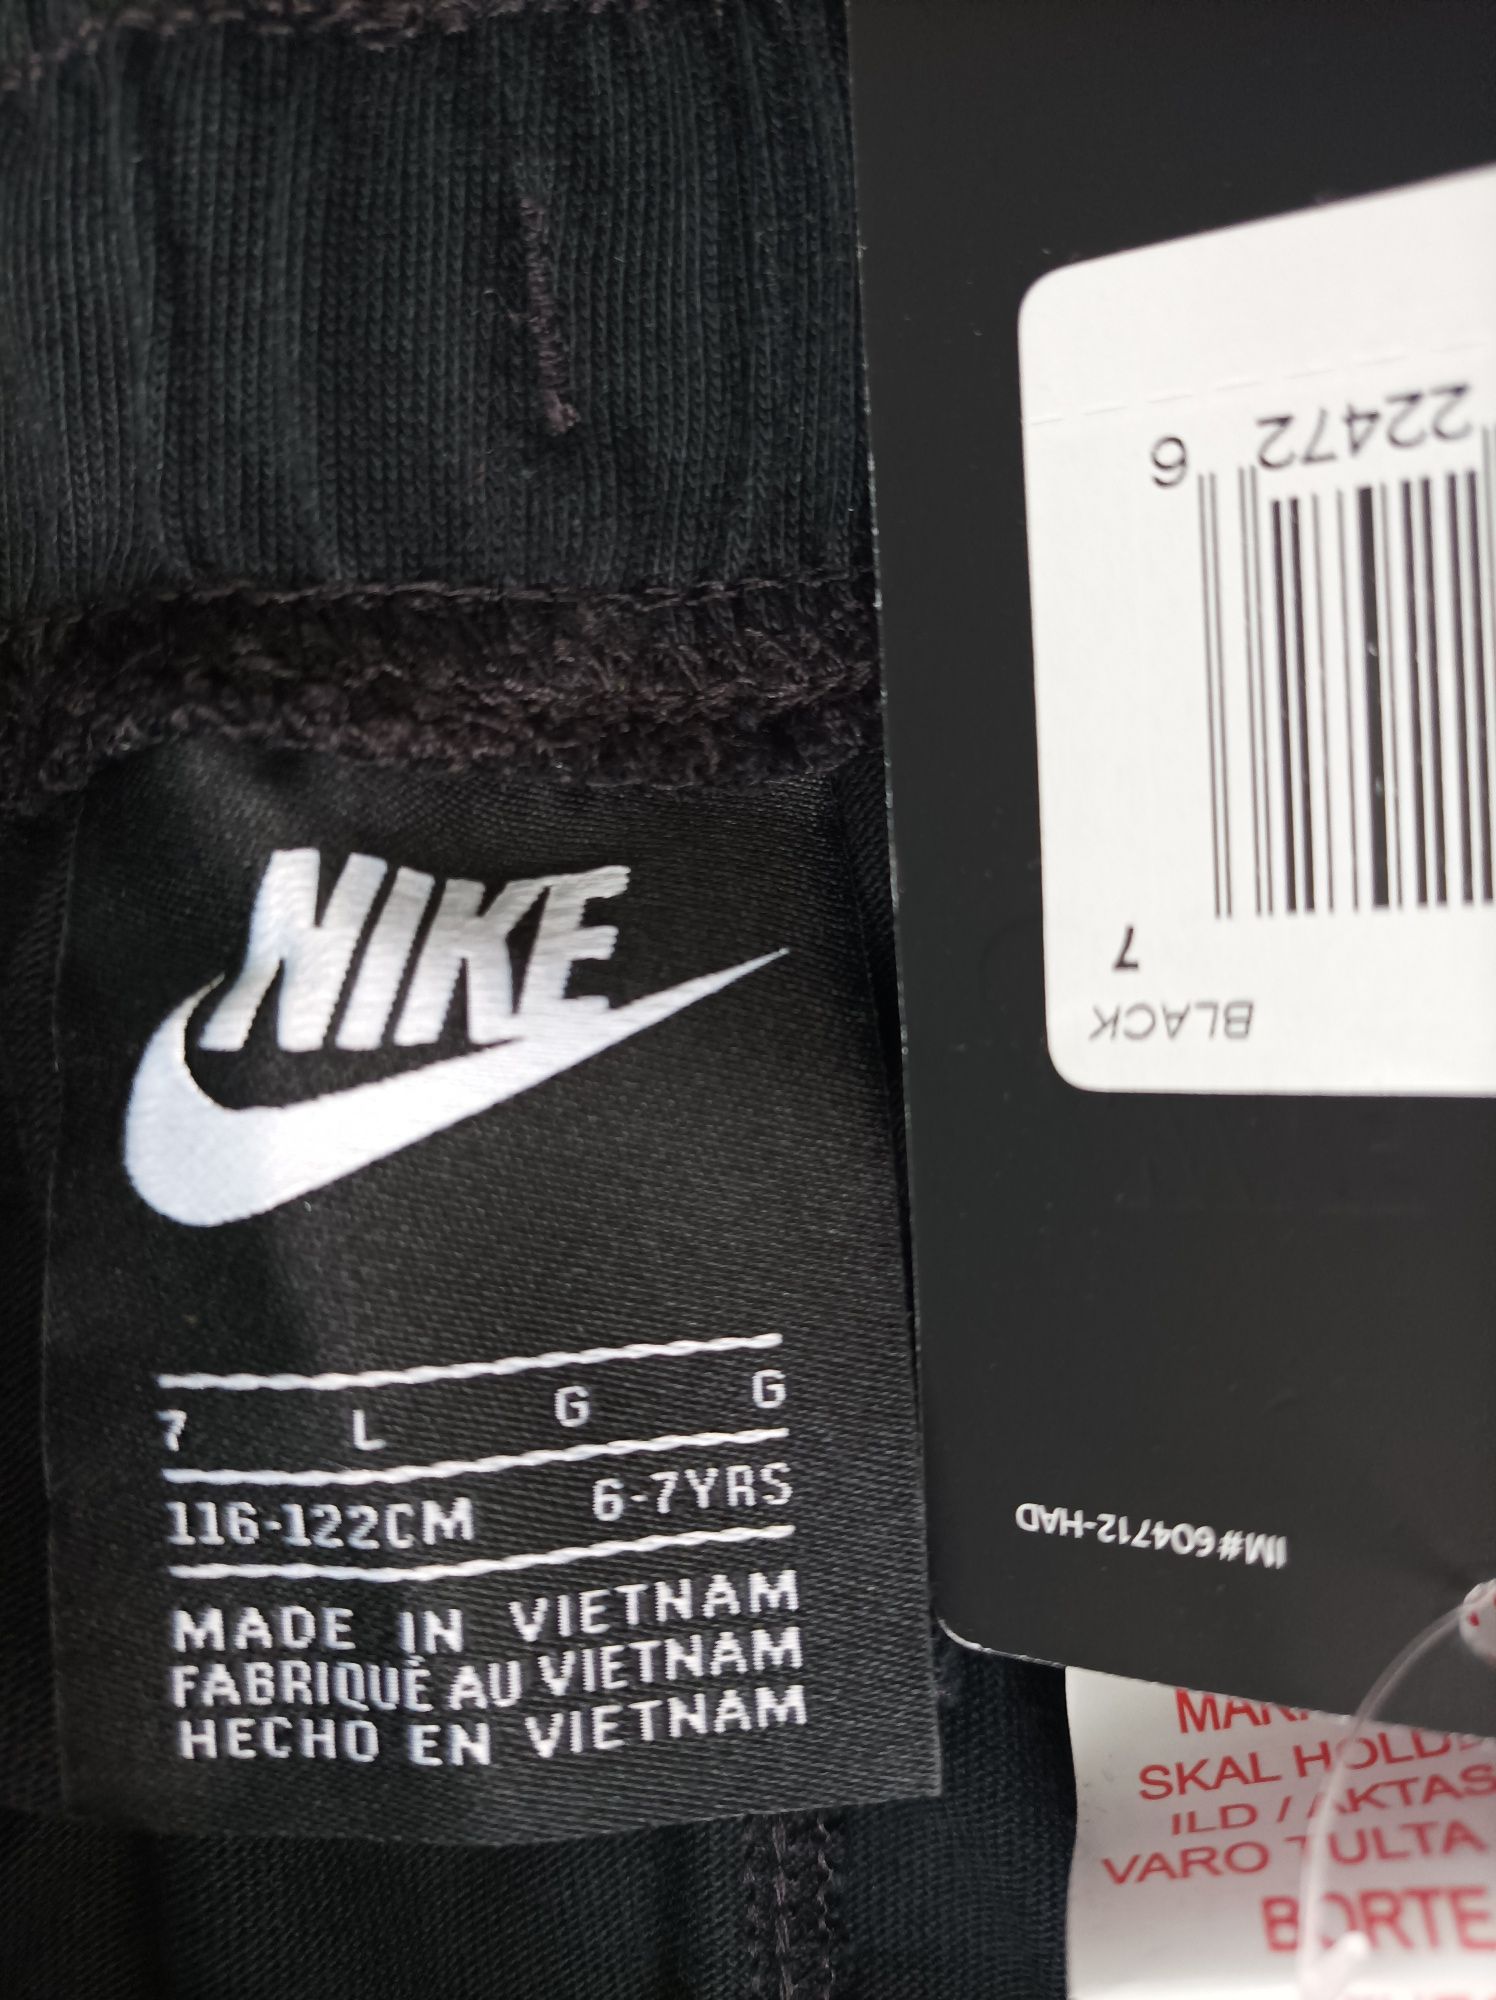 NIKE
7 L G G
116-122CM 6-7YRS
MADE IN VIETNAM
FABRIQUÉ AU VIETNAM
HECHO EN VIETNAM
BLACK
7
22472 6
IM#604712-HAD
SKAL
ILD /
VARO TULTA